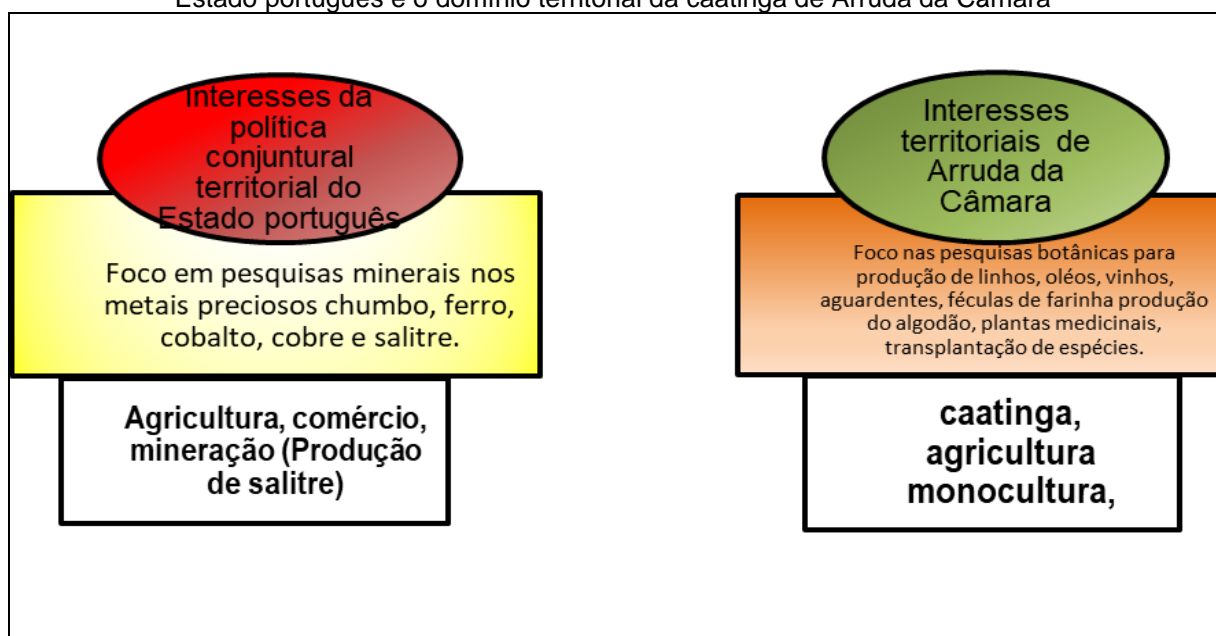 Estado português e o domínio territorial da caatinga de Arruda da Câmara
Interesses da
política
conjuntural
territorial do
Estado português
Foco em pesquisas minerais nos
metais preciosos chumbo, ferro,
cobalto, cobre e salitre.
Agricultura, comércio,
mineração (Produção
de salitre)
Interesses
territoriais de
Arruda da
Câmara
Foco nas pesquisas botânicas para
produção de linhos, oléos, vinhos,
aguardentes, féculas de farinha produção
do algodão, plantas medicinais,
transplantação de espécies.
caatinga,
agricultura
monocultura,